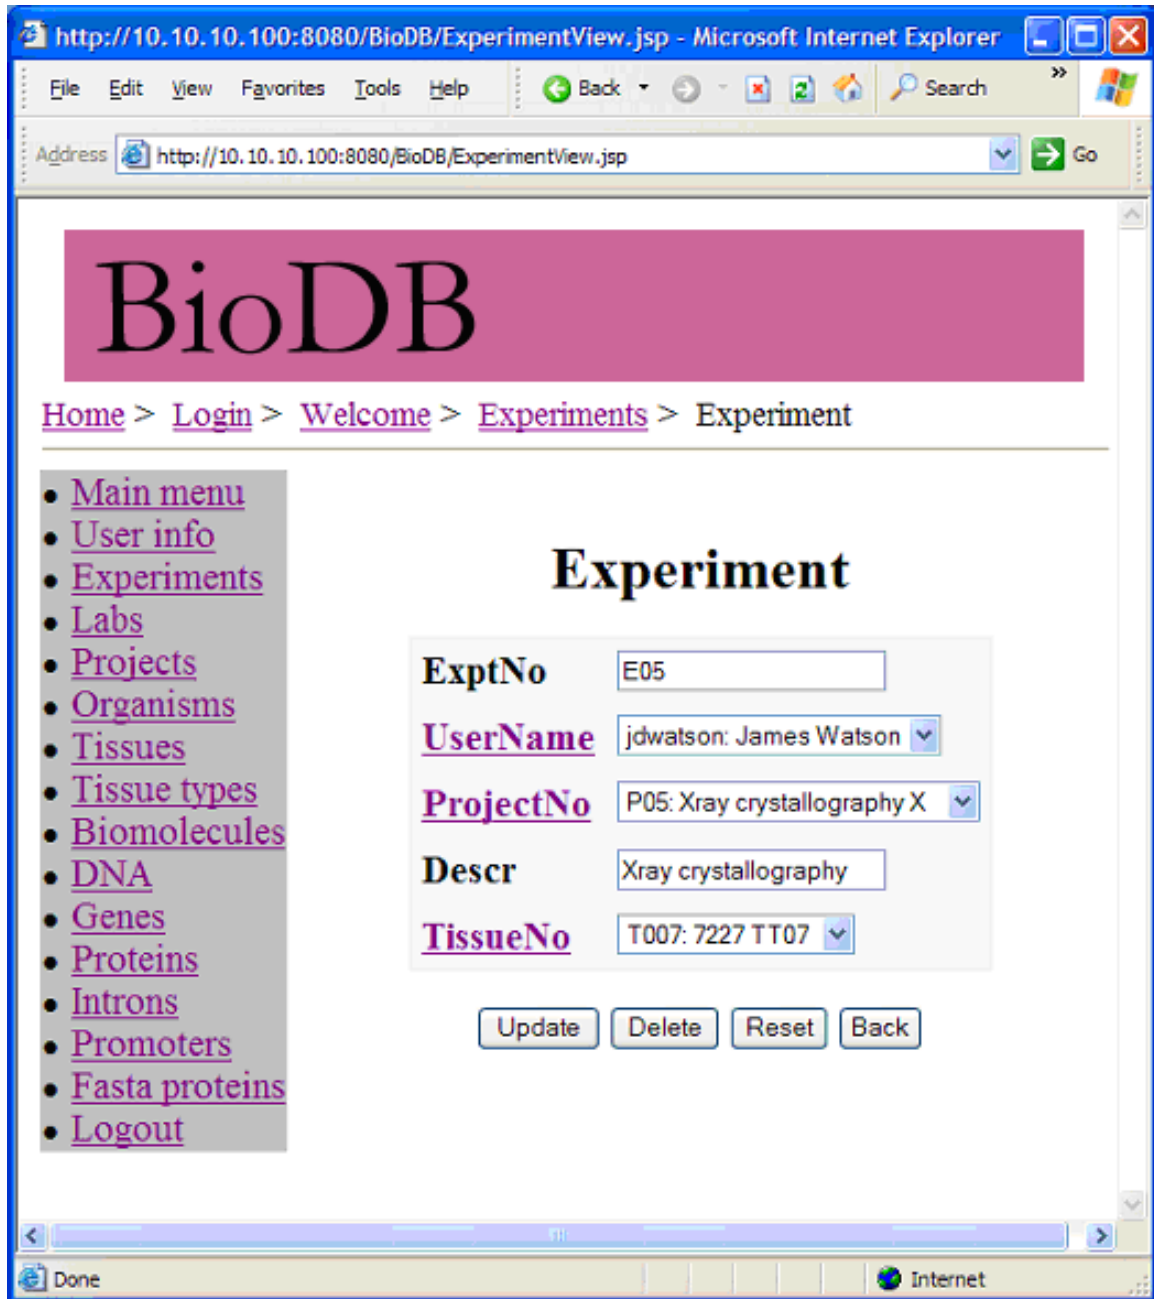 http://10.10.10.100:8080/BioDB/ExperimentView.jsp - Microsoft Internet Explorer
File Edit View Favorites Tools Help Back Search »
Address http://10.10.10.100:8080/BioDB/ExperimentView.jsp Go
BioDB
Home > Login > Welcome > Experiments > Experiment
• Main menu
• User info
• Experiments
• Labs
• Projects
• Organisms
• Tissues
• Tissue types
• Biomolecules
• DNA
• Genes
• Proteins
• Introns
• Promoters
• Fasta proteins
• Logout
Experiment
ExptNo E05
UserName jdwatson: James Watson
ProjectNo P05: Xray crystallography X
Descr Xray crystallography
TissueNo T007: 7227 TT07
Update Delete Reset Back
Done Internet